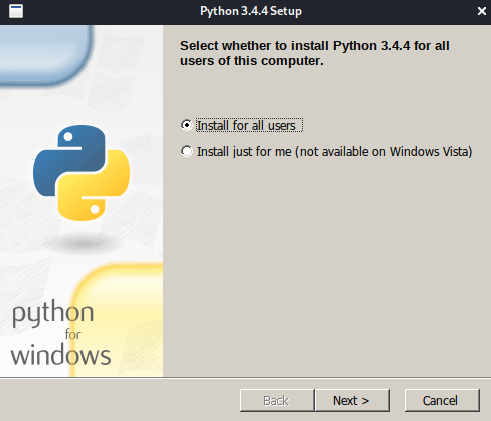 Python 3.4.4 Setup
Select whether to install Python 3.4.4 for all
users of this computer.
Install for all users
Install just for me (not available on Windows Vista)
python
for
windows
Back
Next >
Cancel